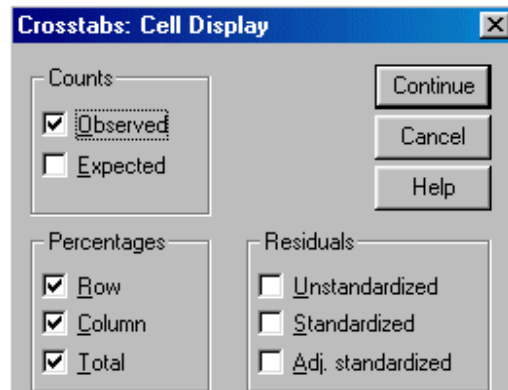 Crosstabs: Cell Display
Counts
Observed
Expected
Continue
Cancel
Help
Percentages
Row
Column
Total
Residuals
Unstandardized
Standardized
Adj. standardized